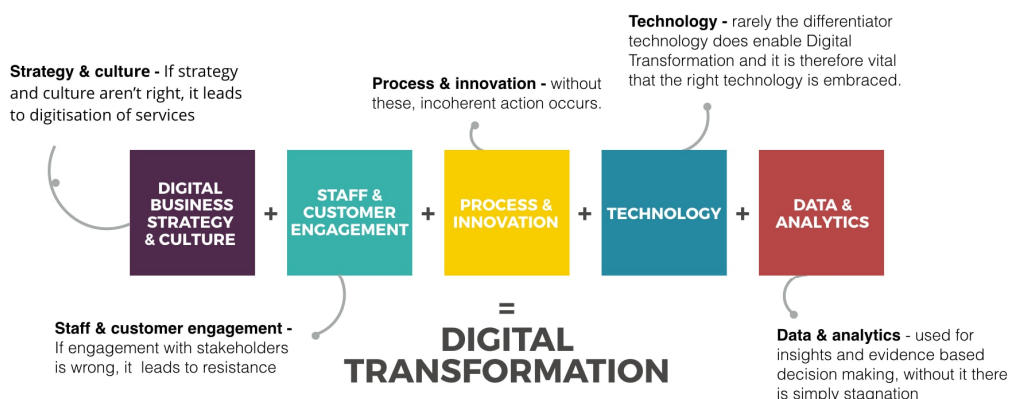 Technology - rarely the differentiator
technology does enable Digital
Transformation and it is therefore vital
that the right technology is embraced.
Strategy & culture - If strategy
and culture aren't right, it leads
to digitisation of services
Process & innovation - without
these, incoherent action occurs.
DIGITAL
BUSINESS
STRATEGY
& CULTURE
+
STAFF &
CUSTOMER
ENGAGEMENT
+
PROCESS &
INNOVATION
+
TECHNOLOGY
+
DATA &
ANALYTICS
=
DIGITAL
TRANSFORMATION
Staff & customer engagement -
If engagement with stakeholders
is wrong, it leads to resistance
Data & analytics - used for
insights and evidence based
decision making, without it there
is simply stagnation